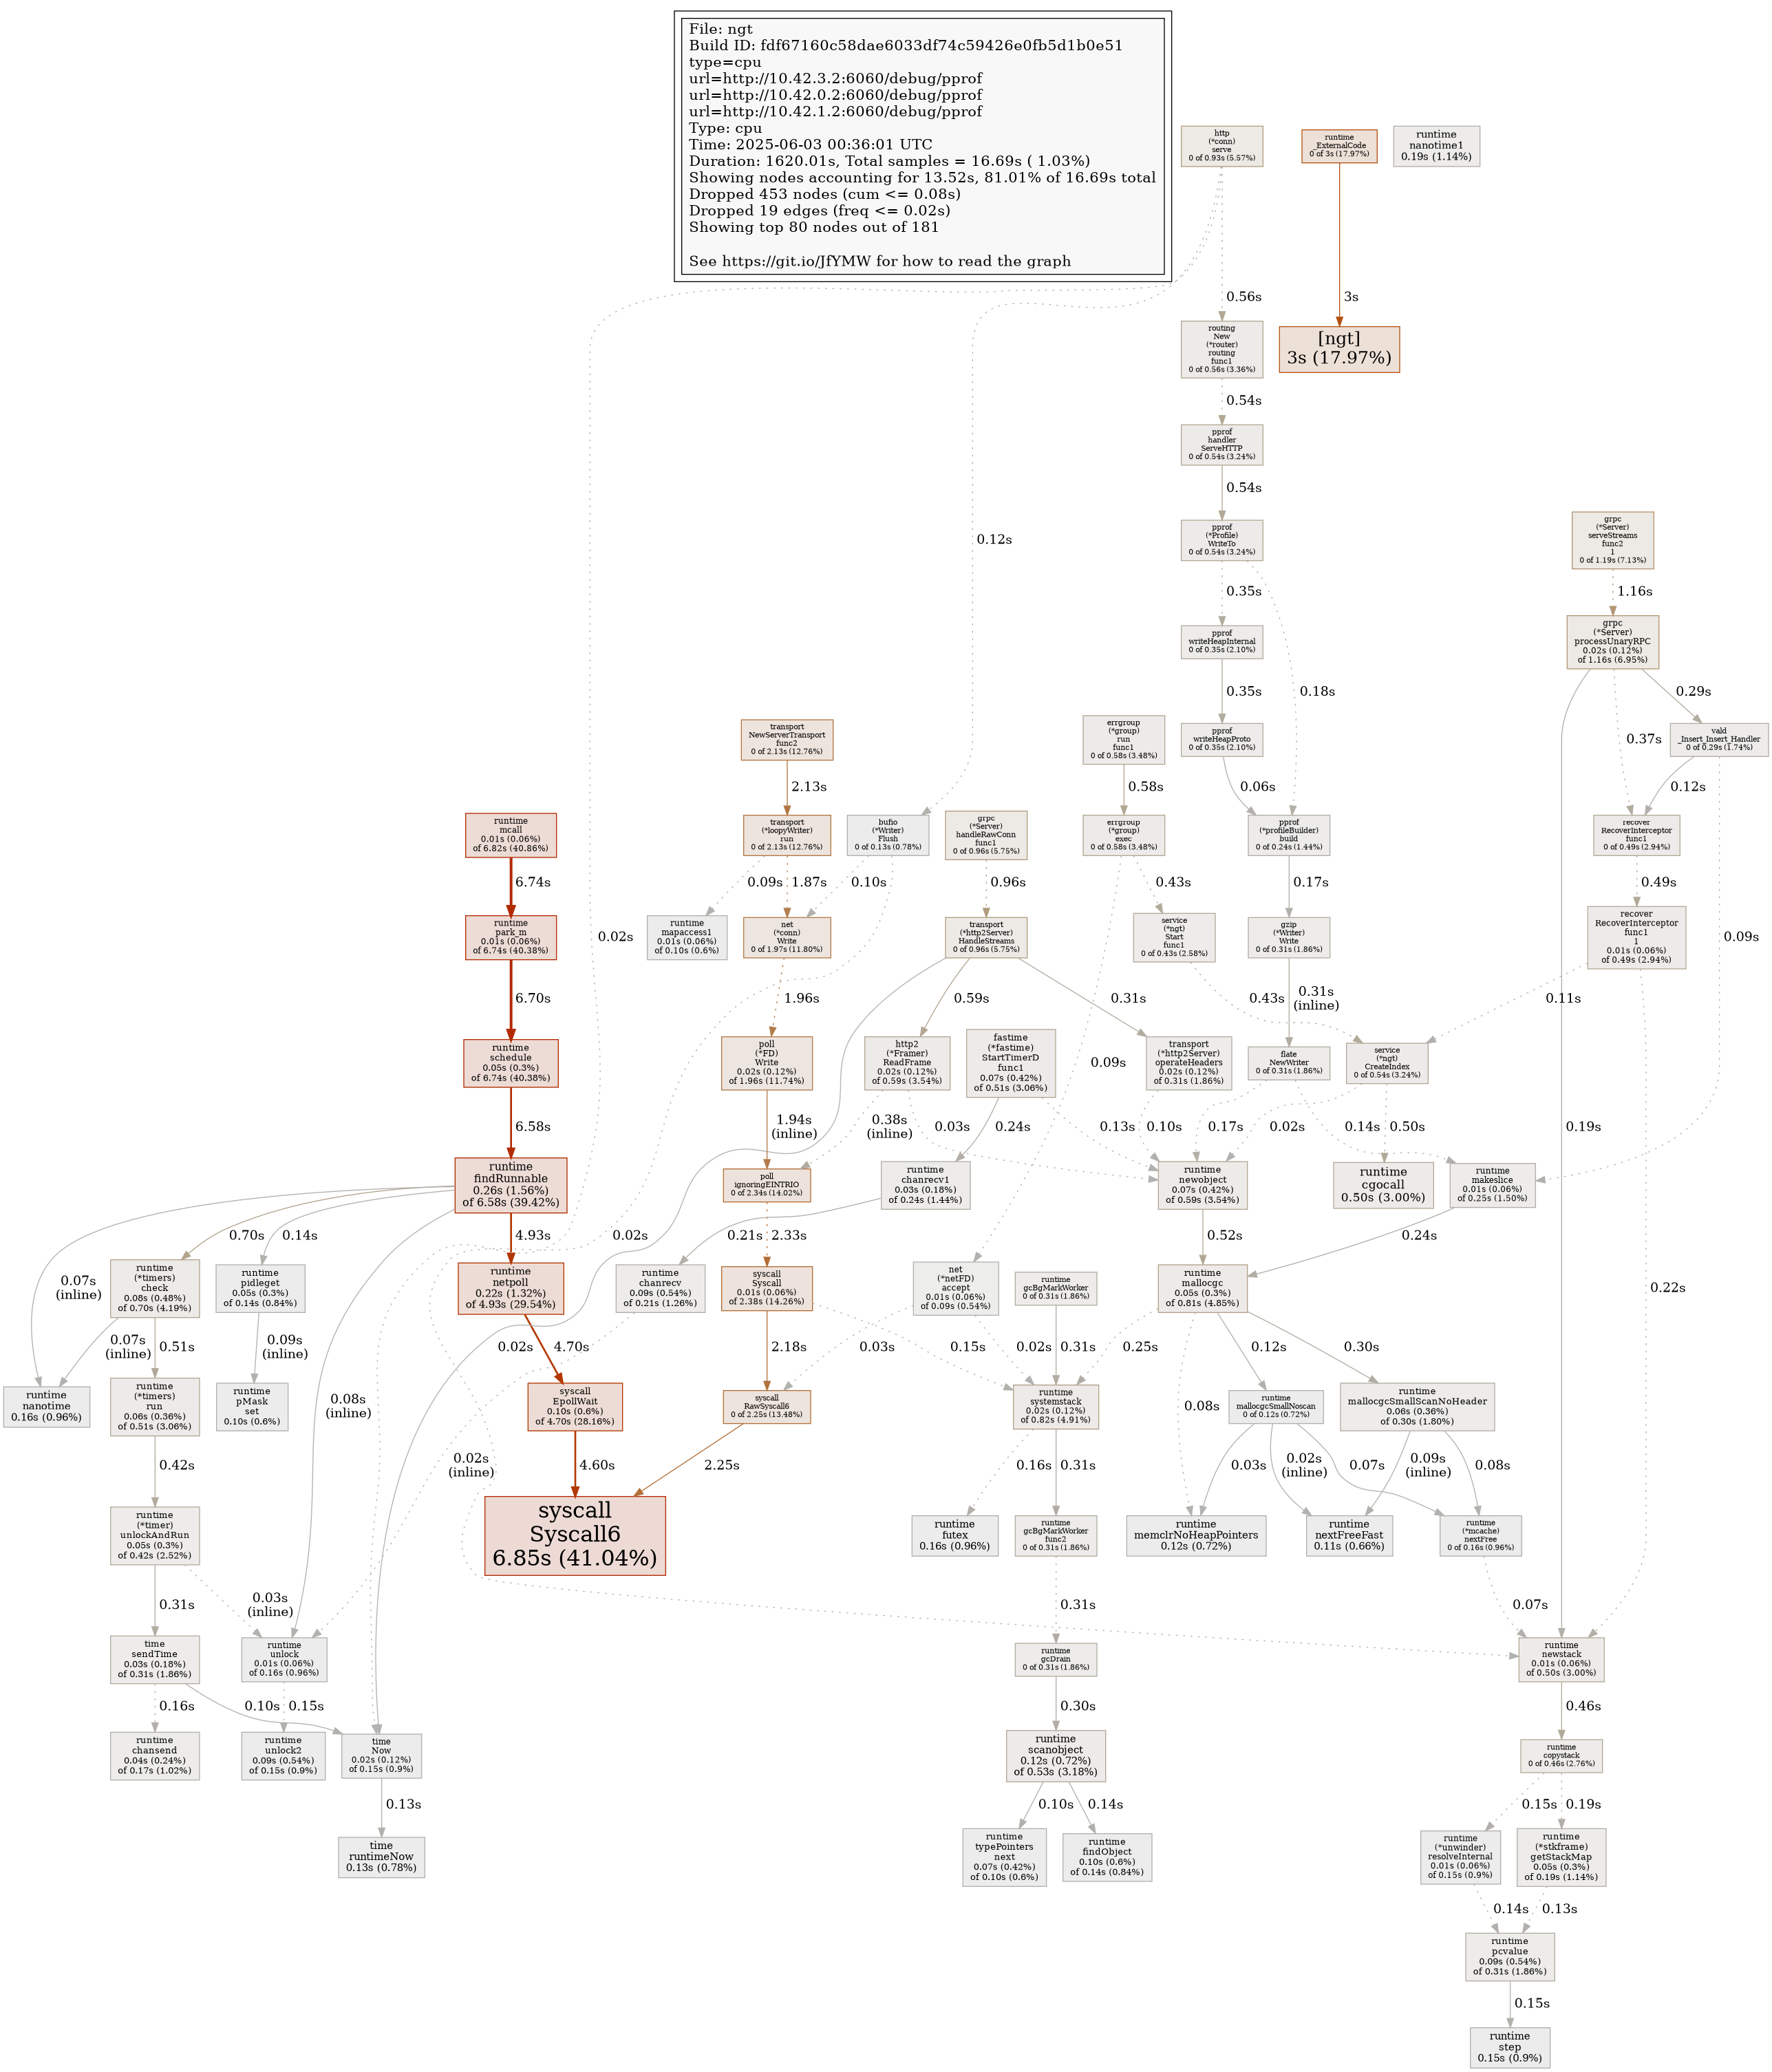 File: ngt
Build ID: fdf67160c58dae6033df74c59426e0fb5d1b0e51
type=cpu
url=http://10.42.3.2:6060/debug/pprof
url=http://10.42.0.2:6060/debug/pprof
url=http://10.42.1.2:6060/debug/pprof
Type: cpu
Time: 2025-06-03 00:36:01 UTC
Duration: 1620.01s, Total samples = 16.69s ( 1.03%)
Showing nodes accounting for 13.52s, 81.01% of 16.69s total
Dropped 453 nodes (cum <= 0.08s)
Dropped 19 edges (freq <= 0.02s)
Showing top 80 nodes out of 181
See https://git.io/JfYMW for how to read the graph
http
(*conn)
serve
0 of 0.93s (5.57%)
runtime
_ExternalCode
0 of 3s (17.97%)
runtime
nanotime1
0.19s (1.14%)
0.56s
3s
routing
New
(*router)
routing
func1
0 of 0.56s (3.36%)
[ngt]
3s (17.97%)
0.54s
pprof
handler
ServeHTTP
0 of 0.54s (3.24%)
0.54s
0.12s
pprof
(*Profile)
WriteTo
0 of 0.54s (3.24%)
grpc
(*Server)
serveStreams
func2
1
0 of 1.19s (7.13%)
0.35s
1.16s
pprof
writeHeapInternal
0 of 0.35s (2.10%)
grpc
(*Server)
processUnaryRPC
0.02s (0.12%)
of 1.16s (6.95%)
0.35s
0.18s
0.29s
0.37s
transport
NewServerTransport
func2
0 of 2.13s (12.76%)
errgroup
(*group)
run
func1
0 of 0.58s (3.48%)
pprof
writeHeapProto
0 of 0.35s (2.10%)
vald
_Insert_Insert_Handler
0 of 0.29s (1.74%)
2.13s
0.58s
0.06s
0.12s
runtime
mcall
0.01s (0.06%)
of 6.82s (40.86%)
transport
(*loopyWriter)
run
0 of 2.13s (12.76%)
bufio
(*Writer)
Flush
0 of 0.13s (0.78%)
grpc
(*Server)
handleRawConn
func1
0 of 0.96s (5.75%)
errgroup
(*group)
exec
0 of 0.58s (3.48%)
pprof
(*profileBuilder)
build
0 of 0.24s (1.44%)
recover
RecoverInterceptor
func1
0 of 0.49s (2.94%)
6.74s
0.09s
1.87s
0.10s
0.96s
0.43s
0.17s
0.49s
runtime
park_m
0.01s (0.06%)
of 6.74s (40.38%)
runtime
mapaccess1
0.01s (0.06%)
of 0.10s (0.6%)
net
(*conn)
Write
0 of 1.97s (11.80%)
transport
(*http2Server)
HandleStreams
0 of 0.96s (5.75%)
service
(*ngt)
Start
func1
0 of 0.43s (2.58%)
gzip
(*Writer)
Write
0 of 0.31s (1.86%)
recover
RecoverInterceptor
func1
1
0.01s (0.06%)
of 0.49s (2.94%)
0.02s
0.09s
6.70s
1.96s
0.59s
0.31s
0.43s
0.31s
(inline)
0.11s
runtime
schedule
0.05s (0.3%)
of 6.74s (40.38%)
poll
(*FD)
Write
0.02s (0.12%)
of 1.96s (11.74%)
http2
(*Framer)
ReadFrame
0.02s (0.12%)
of 0.59s (3.54%)
fastime
(*fastime)
StartTimerD
func1
0.07s (0.42%)
of 0.51s (3.06%)
transport
(*http2Server)
operateHeaders
0.02s (0.12%)
of 0.31s (1.86%)
flate
NewWriter
0 of 0.31s (1.86%)
service
(*ngt)
CreateIndex
0 of 0.54s (3.24%)
0.09s
6.58s
1.94s
(inline)
0.38s
(inline)
0.03s
0.24s
0.13s
0.10s
0.17s
0.14s
0.02s
0.50s
0.19s
runtime
findRunnable
0.26s (1.56%)
of 6.58s (39.42%)
poll
ignoringEINTRIO
0 of 2.34s (14.02%)
runtime
chanrecv1
0.03s (0.18%)
of 0.24s (1.44%)
runtime
newobject
0.07s (0.42%)
of 0.59s (3.54%)
runtime
cgocall
0.50s (3.00%)
runtime
makeslice
0.01s (0.06%)
of 0.25s (1.50%)
0.70s
0.14s
4.93s
0.02s
0.21s
2.33s
0.52s
0.24s
0.07s
(inline)
runtime
(*timers)
check
0.08s (0.48%)
of 0.70s (4.19%)
runtime
pidleget
0.05s (0.3%)
of 0.14s (0.84%)
runtime
netpoll
0.22s (1.32%)
of 4.93s (29.54%)
runtime
chanrecv
0.09s (0.54%)
of 0.21s (1.26%)
syscall
Syscall
0.01s (0.06%)
of 2.38s (14.26%)
net
(*netFD)
accept
0.01s (0.06%)
of 0.09s (0.54%)
runtime
gcBgMarkWorker
0 of 0.31s (1.86%)
runtime
mallocgc
0.05s (0.3%)
of 0.81s (4.85%)
0.22s
0.07s
(inline)
0.51s
0.09s
(inline)
4.70s
0.02s
2.18s
0.15s
0.03s
0.02s
0.31s
0.25s
0.12s
0.30s
runtime
nanotime
0.16s (0.96%)
runtime
(*timers)
run
0.06s (0.36%)
of 0.51s (3.06%)
runtime
pMask
set
0.10s (0.6%)
0.08s
(inline)
syscall
EpollWait
0.10s (0.6%)
of 4.70s (28.16%)
syscall
RawSyscall6
0 of 2.25s (13.48%)
runtime
systemstack
0.02s (0.12%)
of 0.82s (4.91%)
0.08s
runtime
mallocgcSmallNoscan
0 of 0.12s (0.72%)
runtime
mallocgcSmallScanNoHeader
0.06s (0.36%)
of 0.30s (1.80%)
0.42s
0.02s
(inline)
4.60s
2.25s
0.16s
0.31s
0.03s
0.02s
(inline)
0.07s
0.09s
(inline)
0.08s
runtime
(*timer)
unlockAndRun
0.05s (0.3%)
of 0.42s (2.52%)
syscall
Syscall6
6.85s (41.04%)
runtime
futex
0.16s (0.96%)
runtime
gcBgMarkWorker
func2
0 of 0.31s (1.86%)
runtime
memclrNoHeapPointers
0.12s (0.72%)
runtime
nextFreeFast
0.11s (0.66%)
runtime
(*mcache)
nextFree
0 of 0.16s (0.96%)
0.31s
0.03s
(inline)
0.31s
0.07s
time
sendTime
0.03s (0.18%)
of 0.31s (1.86%)
runtime
unlock
0.01s (0.06%)
of 0.16s (0.96%)
runtime
gcDrain
0 of 0.31s (1.86%)
runtime
newstack
0.01s (0.06%)
of 0.50s (3.00%)
0.16s
0.10s
0.15s
0.30s
0.46s
runtime
chansend
0.04s (0.24%)
of 0.17s (1.02%)
runtime
unlock2
0.09s (0.54%)
of 0.15s (0.9%)
time
Now
0.02s (0.12%)
of 0.15s (0.9%)
runtime
scanobject
0.12s (0.72%)
of 0.53s (3.18%)
runtime
copystack
0 of 0.46s (2.76%)
0.13s
0.10s
0.14s
0.15s
0.19s
time
runtimeNow
0.13s (0.78%)
runtime
typePointers
next
0.07s (0.42%)
of 0.10s (0.6%)
runtime
findObject
0.10s (0.6%)
of 0.14s (0.84%)
runtime
(*unwinder)
resolveInternal
0.01s (0.06%)
of 0.15s (0.9%)
runtime
(*stkframe)
getStackMap
0.05s (0.3%)
of 0.19s (1.14%)
0.14s
0.13s
runtime
pcvalue
0.09s (0.54%)
of 0.31s (1.86%)
0.15s
runtime
step
0.15s (0.9%)